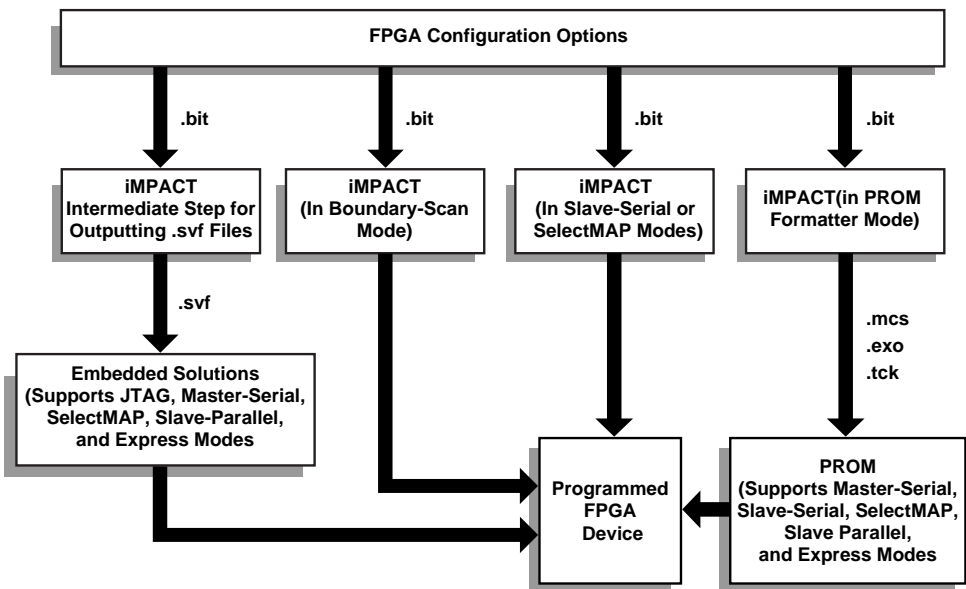 FPGA Configuration Options
.bit
.bit
.bit
.bit
iMPACT
Intermediate Step for
Outputting .svf Files
iMPACT
(In Boundary-Scan
Mode)
iMPACT
(In Slave-Serial or
SelectMAP Modes)
iMPACT(in PROM
Formatter Mode)
.svf
.mcs
.exo
.tck
Embedded Solutions
(Supports JTAG, Master-Serial,
SelectMAP, Slave-Parallel,
and Express Modes
Programmed
FPGA
Device
PROM
(Supports Master-Serial,
Slave-Serial, SelectMAP,
Slave Parallel,
and Express Modes